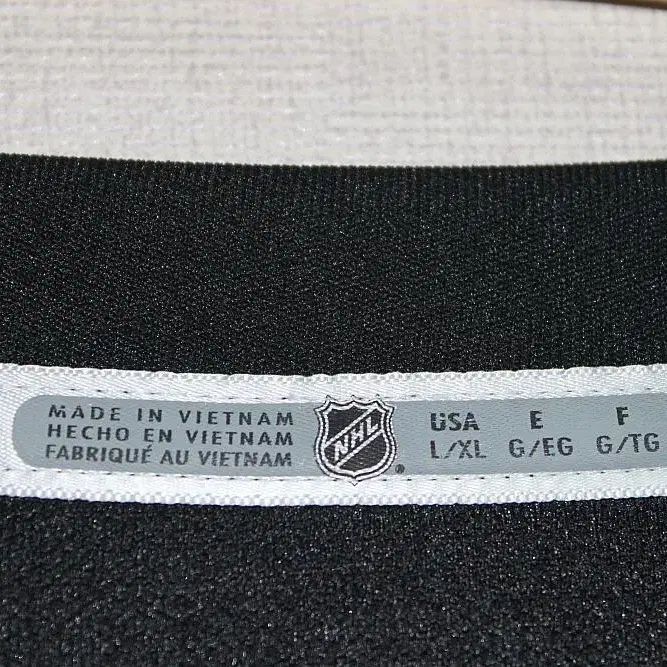 MADE IN VIETNAM
HECHO EN VIETNAM
FABRIQUÉ AU VIETNAM
NHL
®
USA E F
L/XL G/EG G/TG